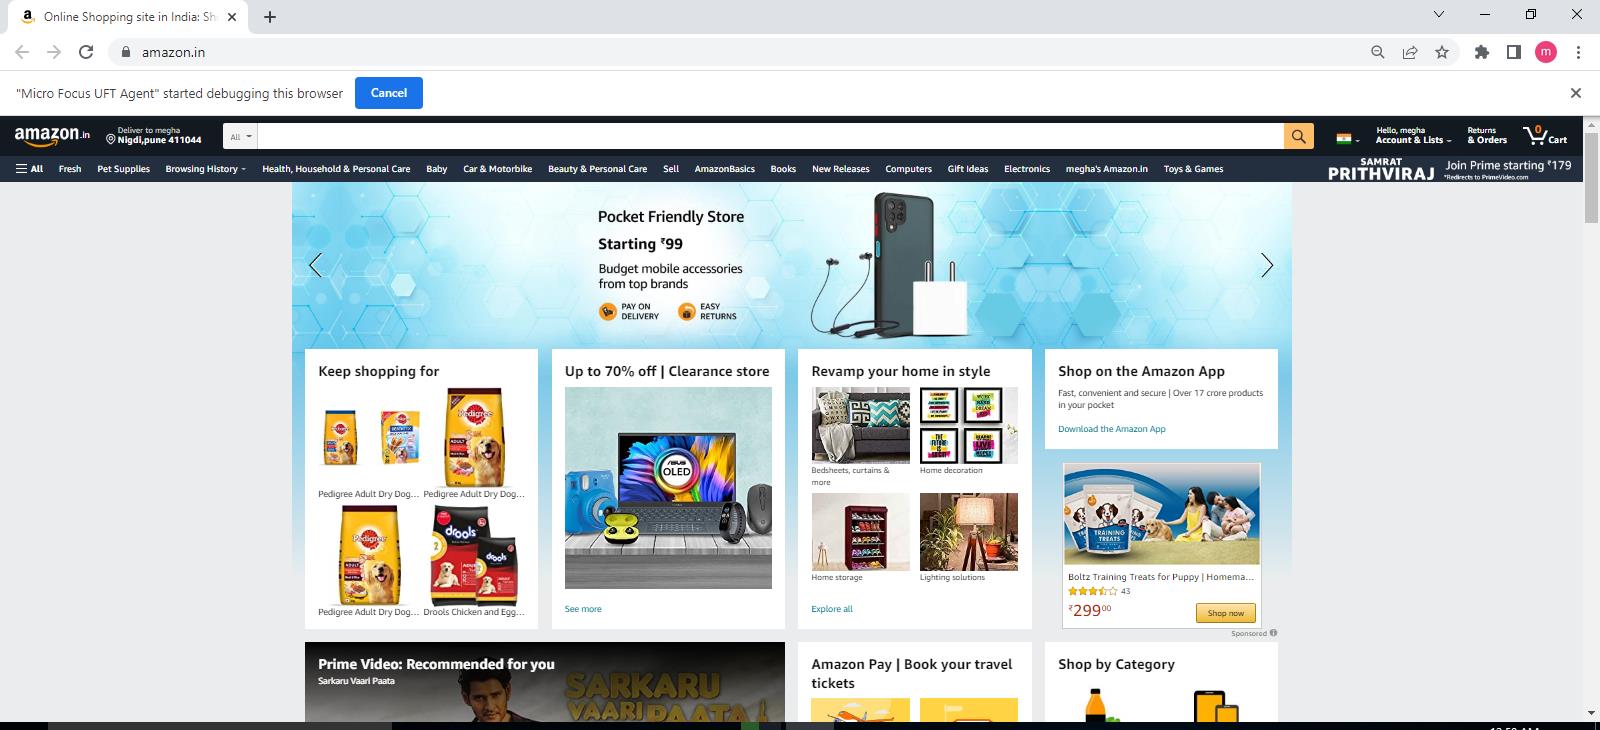 Online Shopping site in India: Sh
amazon.in
"Micro Focus UFT Agent" started debugging this browser
Cancel
m
amazon.in
Deliver to megha
Nigdi,pune 411044
All
Hello, megha
Account & Lists
Returns
& Orders
0
Cart
All
Fresh
Pet Supplies
Browsing History
Health, Household & Personal Care
Baby
Car & Motorbike
Beauty & Personal Care
Sell
AmazonBasics
Books
New Releases
Computers
Gift Ideas
Electronics
megha's Amazon.in
Toys & Games
SAMRAT
PRITHVIRAJ
Join Prime starting ₹179
*Redirects to PrimeVideo.com
Pocket Friendly Store
Starting ₹99
Budget mobile accessories
from top brands
PAY ON
DELIVERY
EASY
RETURNS
Keep shopping for
Pedigree
Pedigree Adult Dry Dog...
Pedigree Adult Dry Dog...
Pedigree
drools
Pedigree Adult Dry Dog...
Drools Chicken and Egg...
Up to 70% off | Clearance store
ASUS
OLED
See more
Revamp your home in style
Bedsheets, curtains &
more
Home decoration
Home storage
Lighting solutions
Explore all
Shop on the Amazon App
Fast, convenient and secure | Over 17 crore products
in your pocket
Download the Amazon App
TRAINING
TREATS
Boltz Training Treats for Puppy | Homema...
43
₹29900
Shop now
Sponsored
Prime Video: Recommended for you
Sarkaru Vaari Paata
SARKARU
VAARI PAATA
Amazon Pay | Book your travel
tickets
Shop by Category